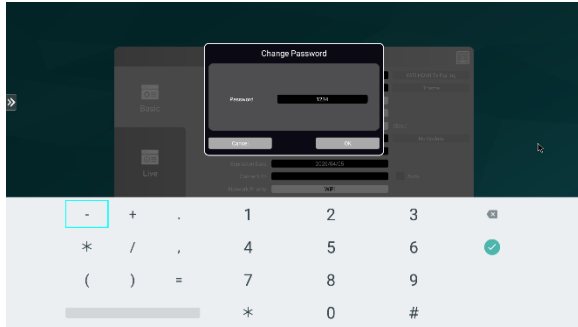 Change Password
Password 1234
Cancel OK
Basic
Live
2020/04/05
WiFi
- + . 1 2 3
* / , 4 5 6
( ) = 7 8 9
* 0 #